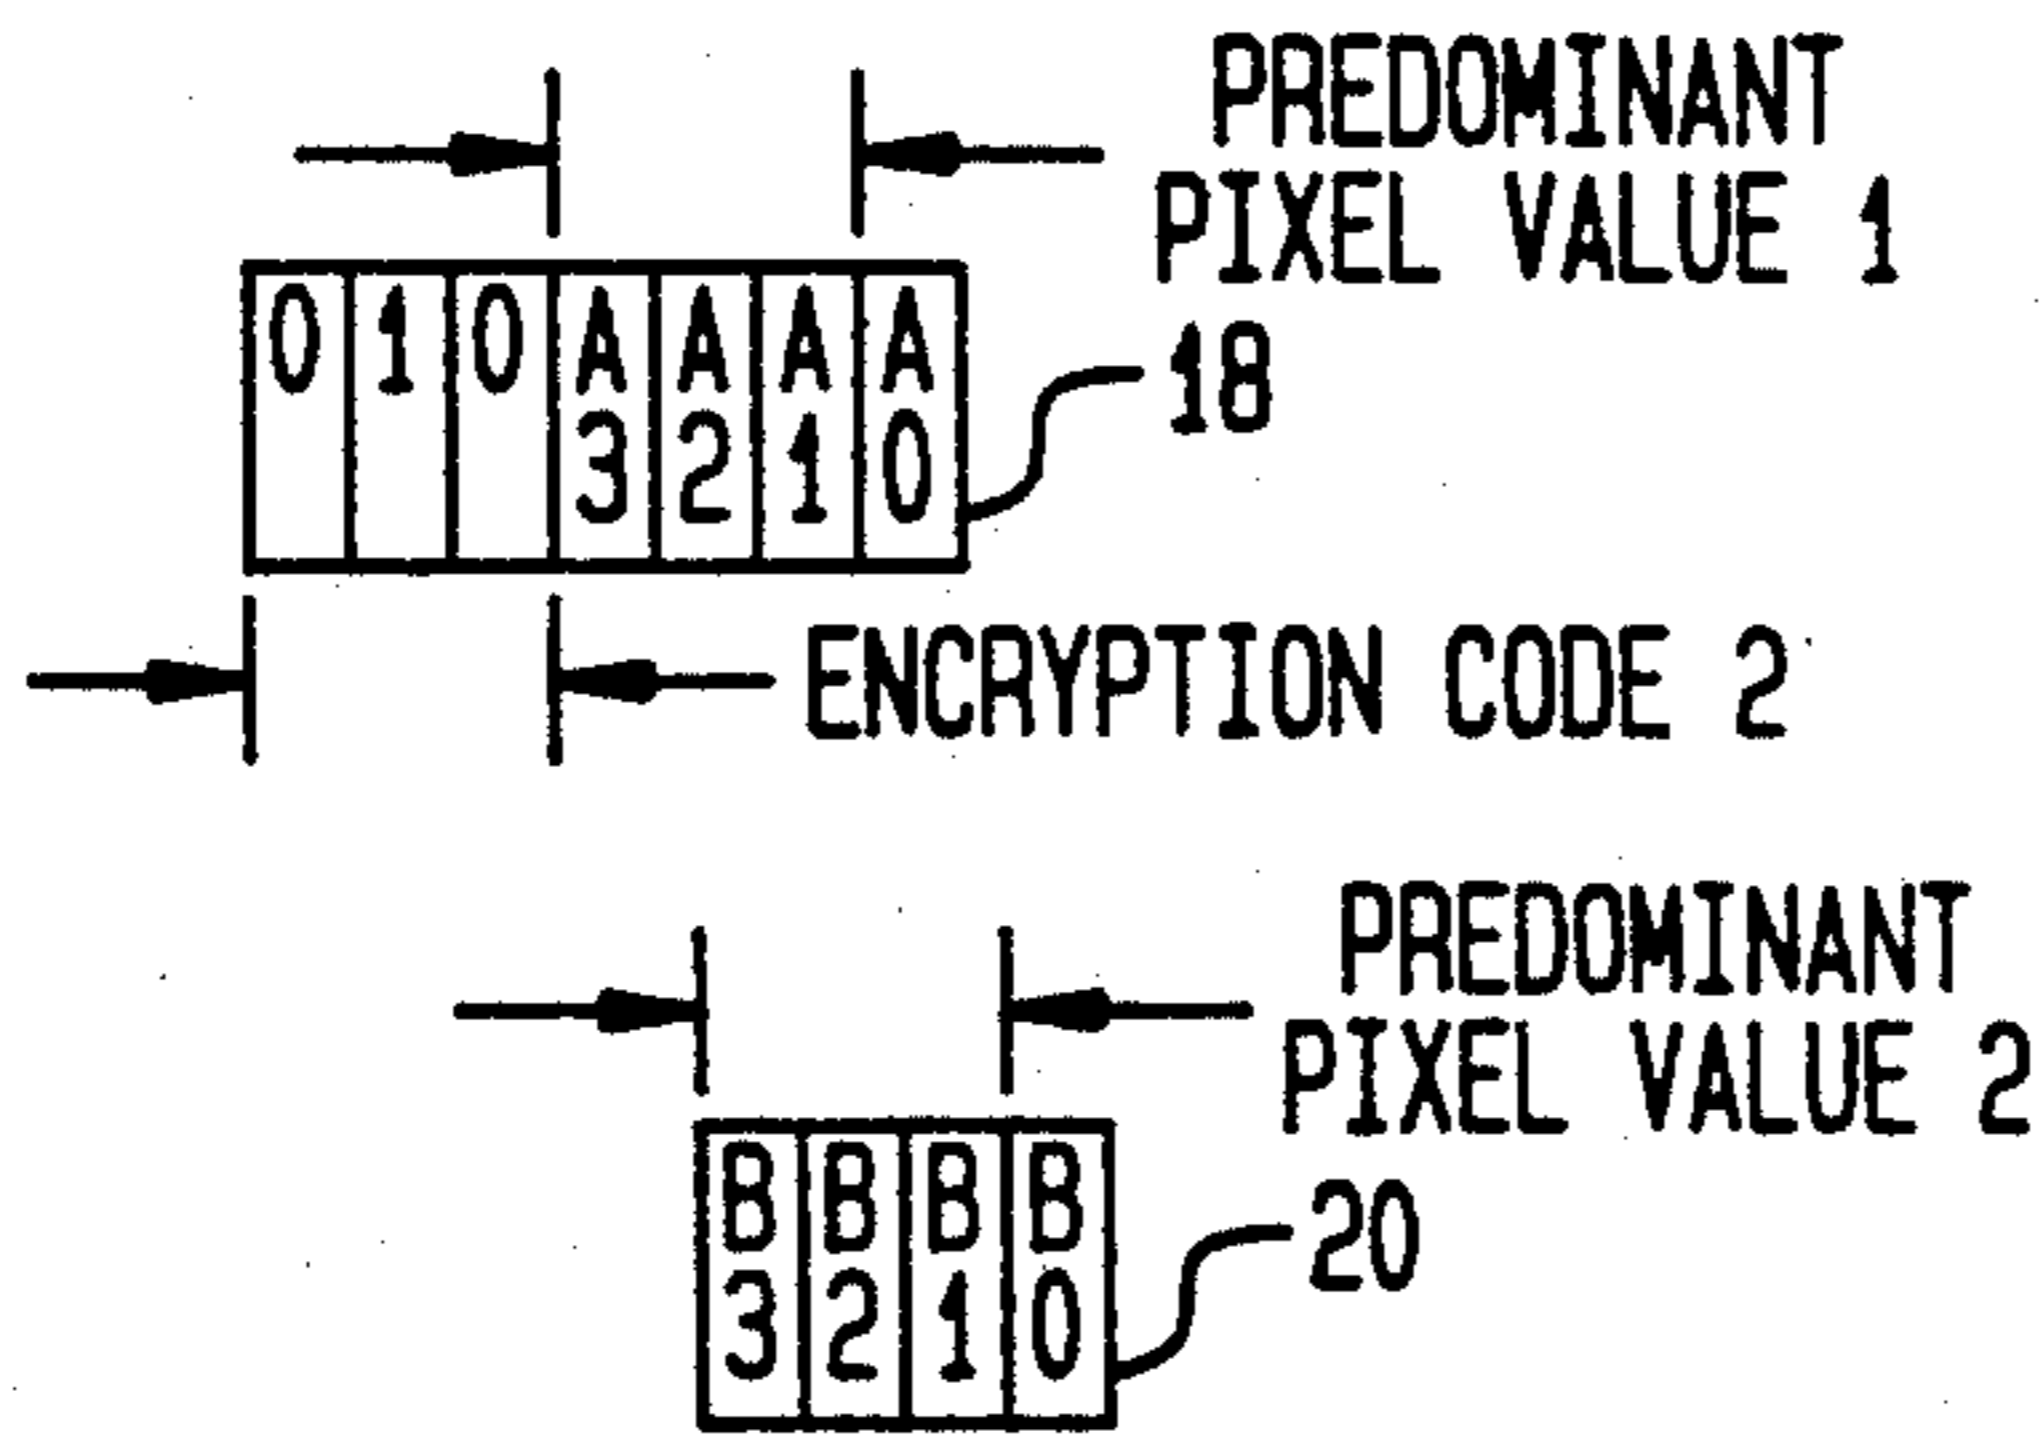 PREDOMINANT
PIXEL VALUE 1
0 1 0 A A A A
3 2 1 0
18
ENCRYPTION CODE 2
PREDOMINANT
PIXEL VALUE 2
B B B B
3 2 1 0
20